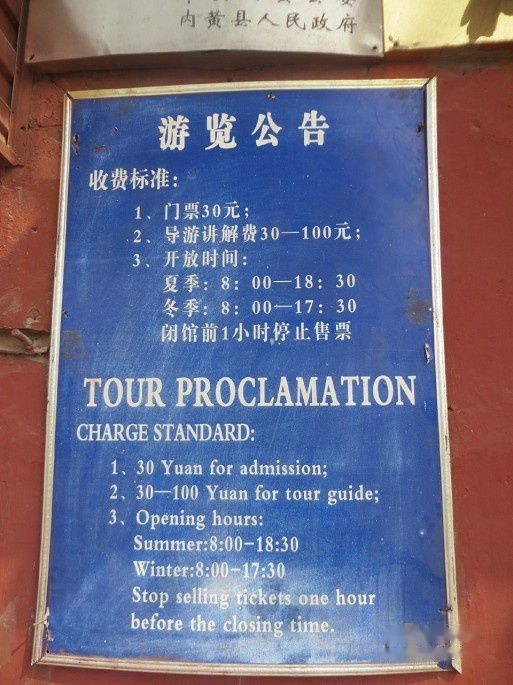 内黄县人民政府
游览公告
收费标准：
1、门票30元；
2、导游讲解费30—100元；
3、开放时间：
夏季：8：00—18：30
冬季：8：00—17：30
闭馆前1小时停止售票
TOUR PROCLAMATION
CHARGE STANDARD:
1、30 Yuan for admission;
2、30—100 Yuan for tour guide;
3、Opening hours:
Summer:8:00-18:30
Winter:8:00-17:30
Stop selling tickets one hour
before the closing time.